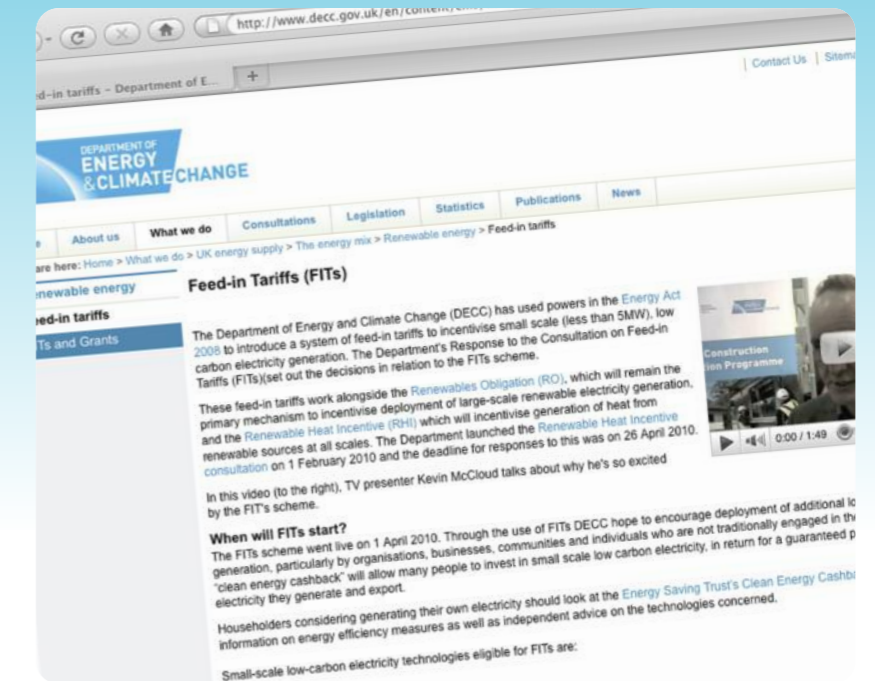 http://www.decc.gov.uk/en/content/
ed-in tariffs – Department of E...
+
Contact Us | Sitema
DEPARTMENT OF
ENERGY
& CLIMATE CHANGE
About us What we do Consultations Legislation Statistics Publications News
are here: Home > What we do > UK energy supply > The energy mix > Renewable energy > Feed-in tariffs
enewable energy
eed-in tariffs
Ts and Grants
Feed-in Tariffs (FITs)
The Department of Energy and Climate Change (DECC) has used powers in the Energy Act
2008 to introduce a system of feed-in tariffs to incentivise small scale (less than 5MW), low
carbon electricity generation. The Department's Response to the Consultation on Feed-in
Tariffs (FITs)(set out the decisions in relation to the FITs scheme.
These feed-in tariffs work alongside the Renewables Obligation (RO), which will remain the
primary mechanism to incentivise deployment of large-scale renewable electricity generation,
and the Renewable Heat Incentive (RHI) which will incentivise generation of heat from
renewable sources at all scales. The Department launched the Renewable Heat Incentive
consultation on 1 February 2010 and the deadline for responses to this was on 26 April 2010.
In this video (to the right), TV presenter Kevin McCloud talks about why he's so excited
by the FIT's scheme.
Construction
ion Programme
0:00 / 1:49
When will FITs start?
The FITs scheme went live on 1 April 2010. Through the use of FITs DECC hope to encourage deployment of additional lo
generation, particularly by organisations, businesses, communities and individuals who are not traditionally engaged in th
"clean energy cashback" will allow many people to invest in small scale low carbon electricity, in return for a guaranteed p
electricity they generate and export.
Householders considering generating their own electricity should look at the Energy Saving Trust's Clean Energy Cashba
information on energy efficiency measures as well as independent advice on the technologies concerned.
Small-scale low-carbon electricity technologies eligible for FITs are: